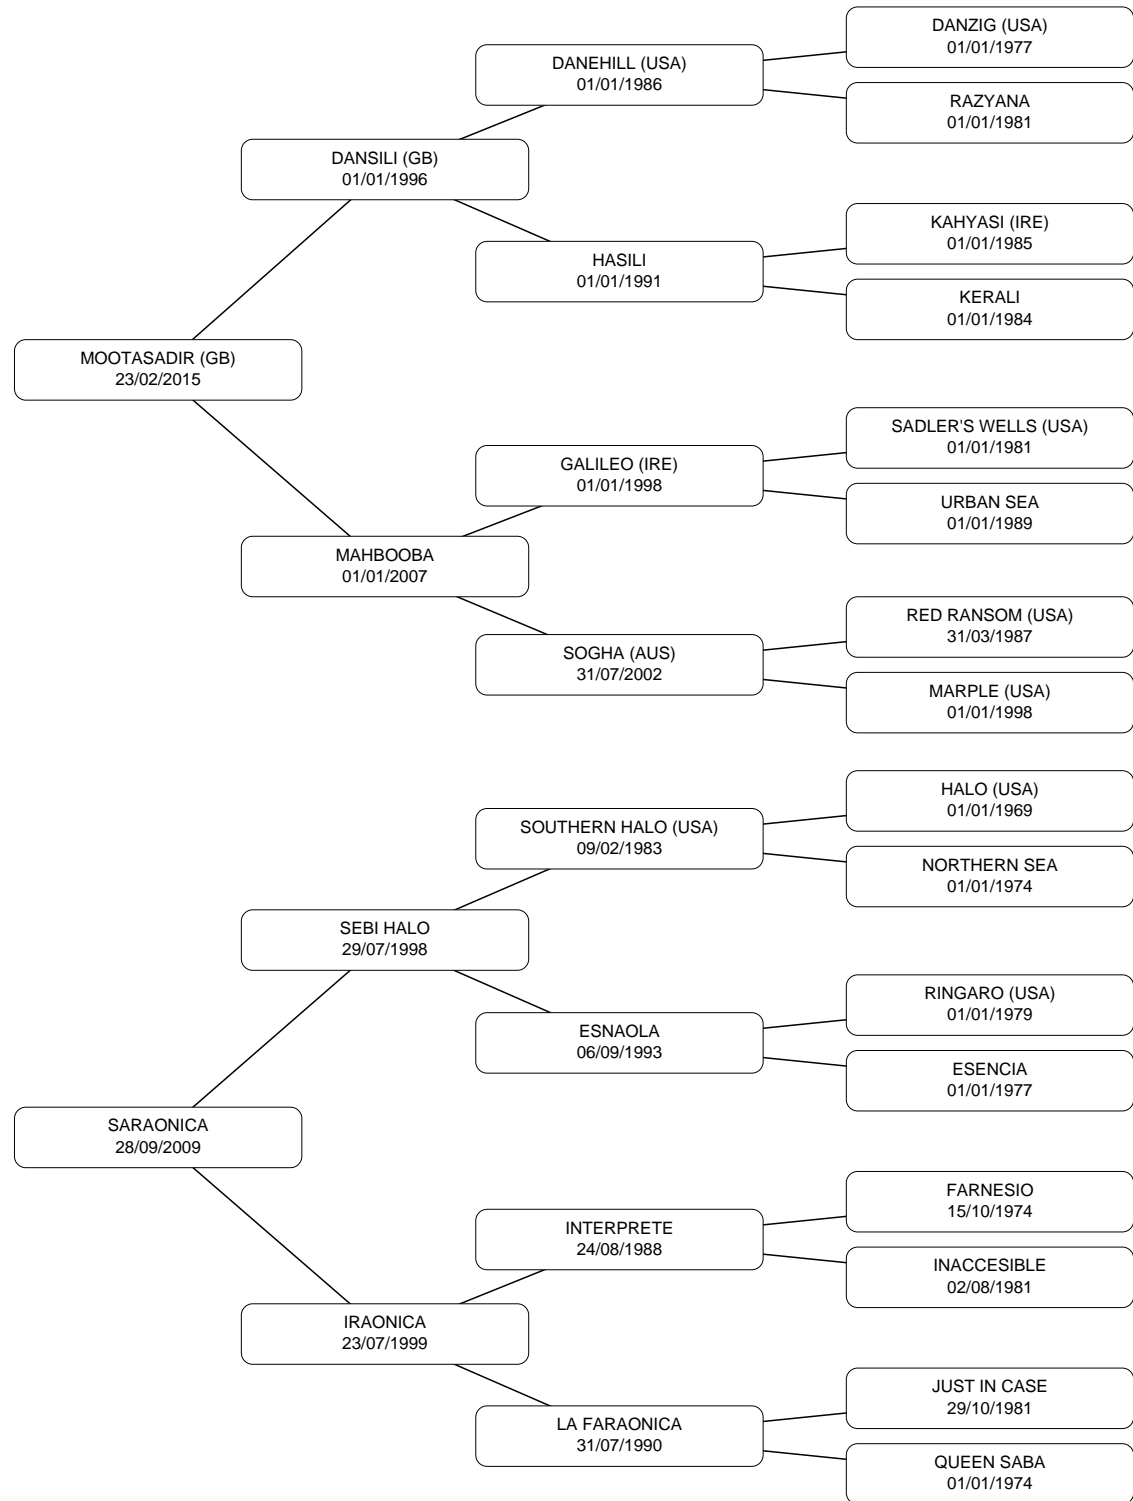 DANZIG (USA)
01/01/1977
DANEHILL (USA)
01/01/1986
RAZYANA
01/01/1981
DANSILI (GB)
01/01/1996
KAHYASI (IRE)
01/01/1985
HASILI
01/01/1991
KERALI
01/01/1984
MOOTASADIR (GB)
23/02/2015
SADLER'S WELLS (USA)
01/01/1981
GALILEO (IRE)
01/01/1998
URBAN SEA
01/01/1989
MAHBOOBA
01/01/2007
RED RANSOM (USA)
31/03/1987
SOGHA (AUS)
31/07/2002
MARPLE (USA)
01/01/1998
HALO (USA)
01/01/1969
SOUTHERN HALO (USA)
09/02/1983
NORTHERN SEA
01/01/1974
SEBI HALO
29/07/1998
RINGARO (USA)
01/01/1979
ESNAOLA
06/09/1993
ESENCIA
01/01/1977
SARAONICA
28/09/2009
FARNESIO
15/10/1974
INTERPRETE
24/08/1988
INACCESIBLE
02/08/1981
IRAONICA
23/07/1999
JUST IN CASE
29/10/1981
LA FARAONICA
31/07/1990
QUEEN SABA
01/01/1974